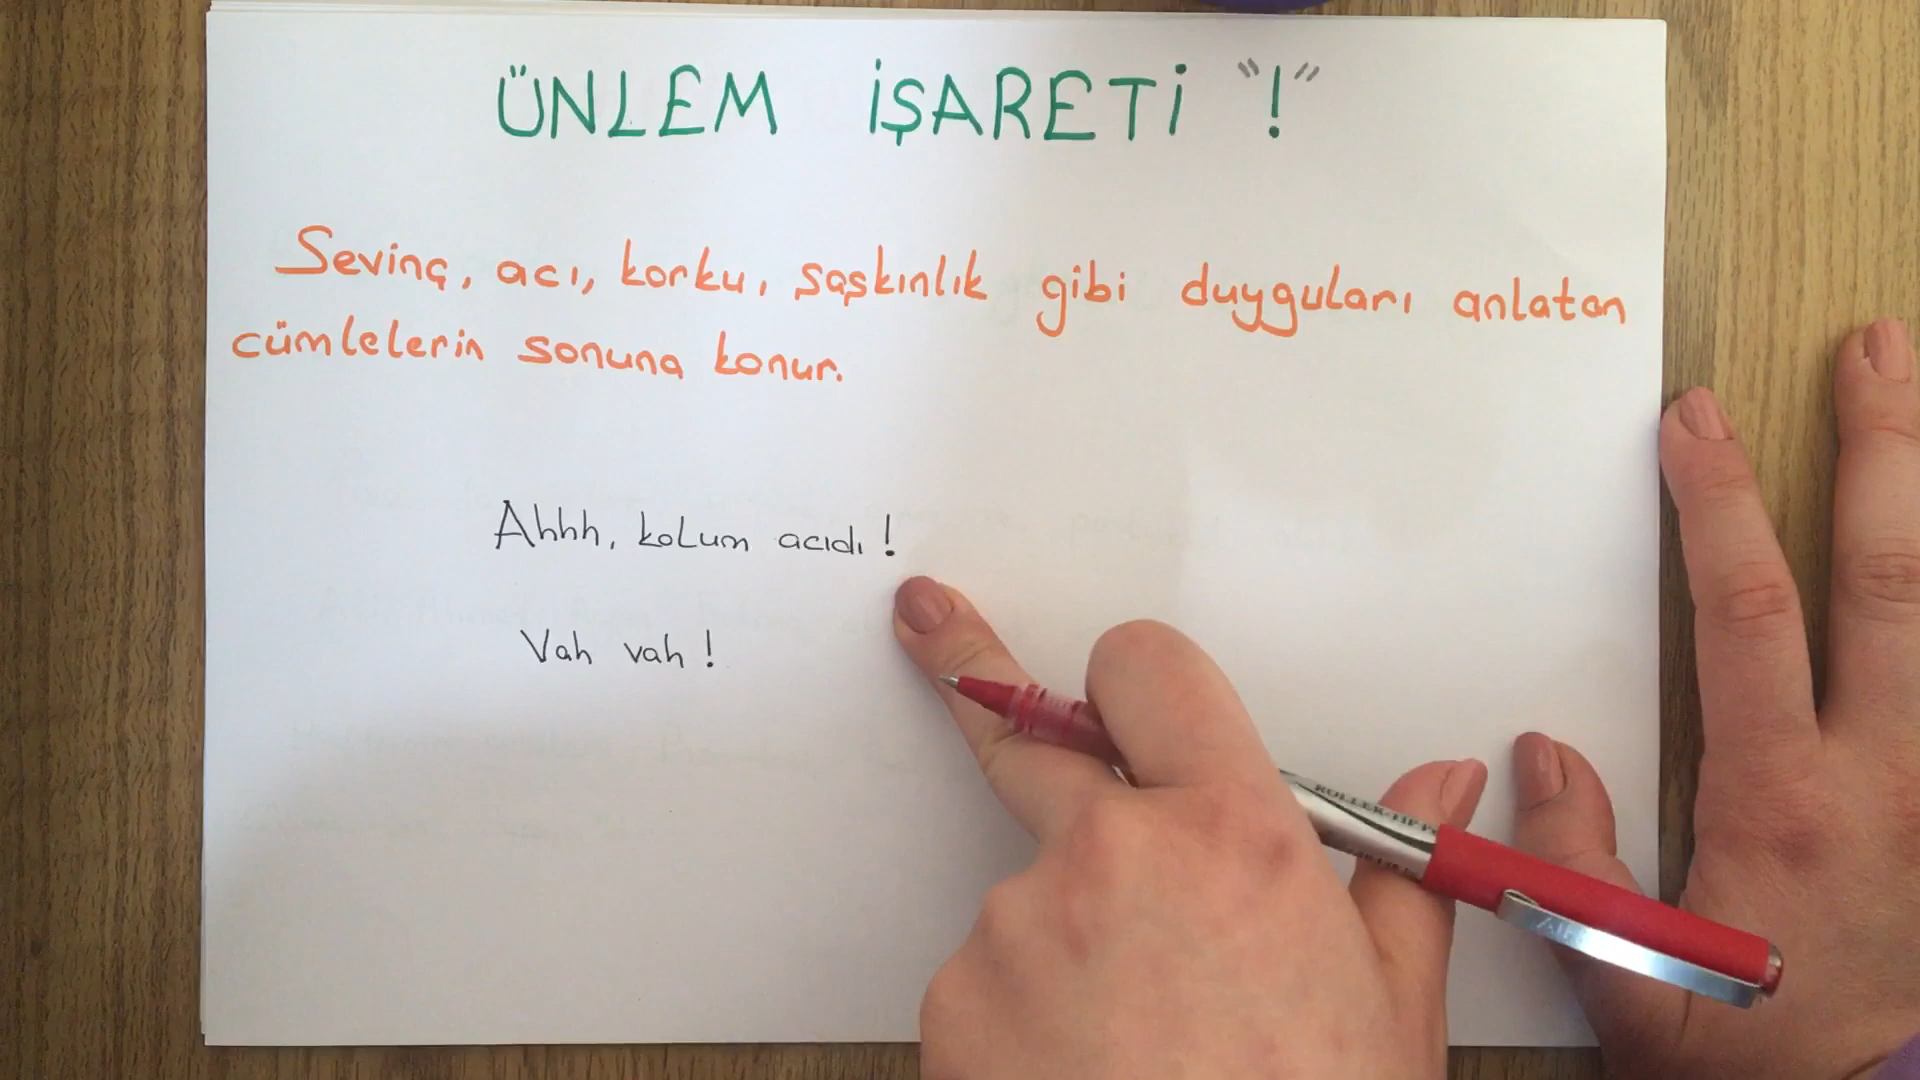 ÜNLEM İŞARETİ "!"
Sevinç, acı, korku, şaşkınlık gibi duyguları anlatan
cümlelerin sonuna konur.
Ahhh, kolum acıdı!
Vah vah!